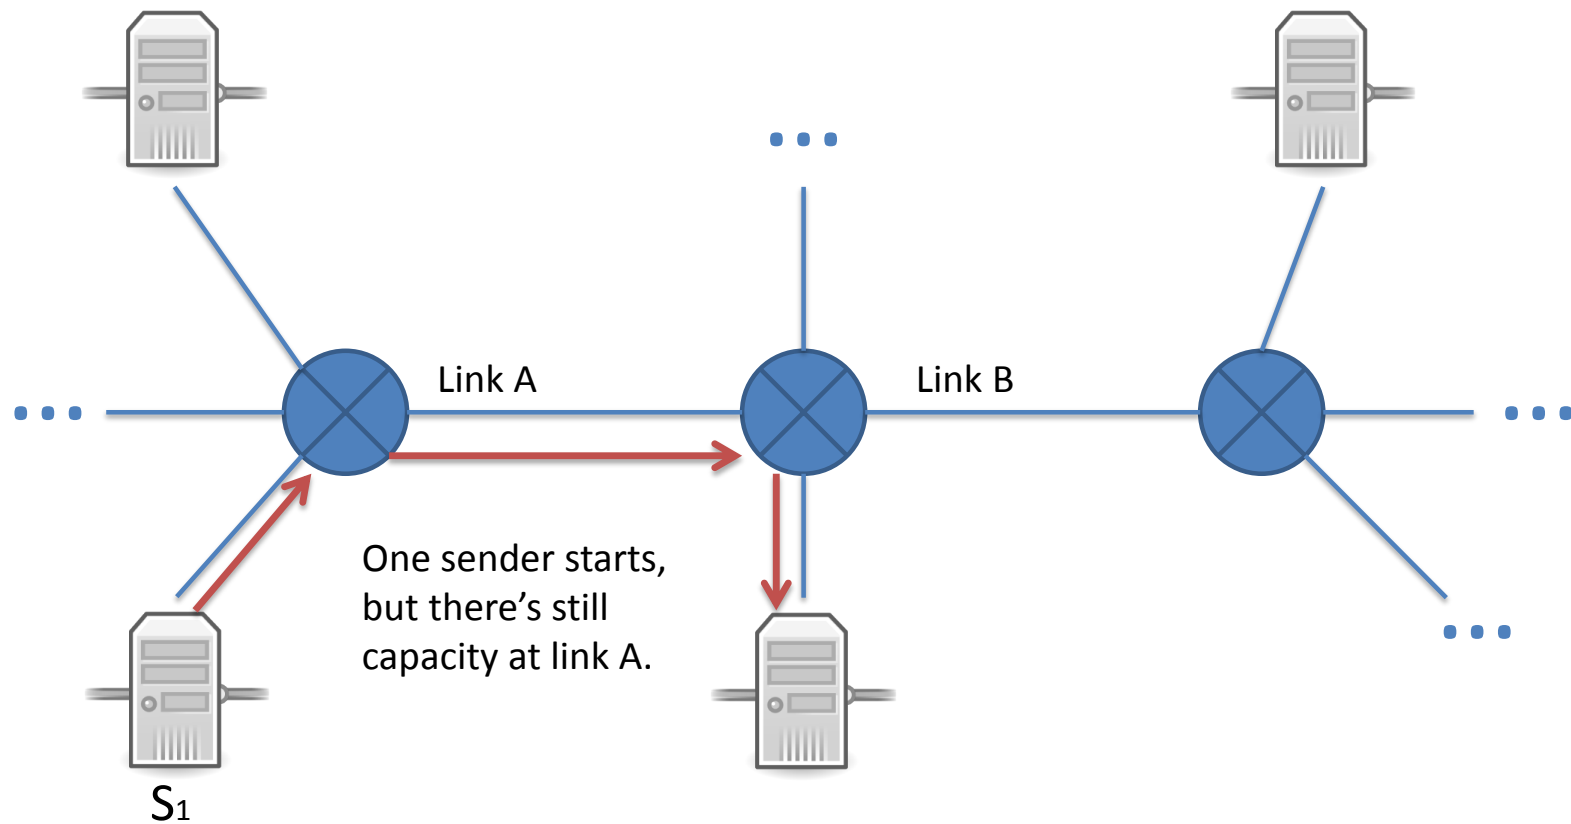 Link A
Link B
One sender starts,
but there's still
capacity at link A.
S1